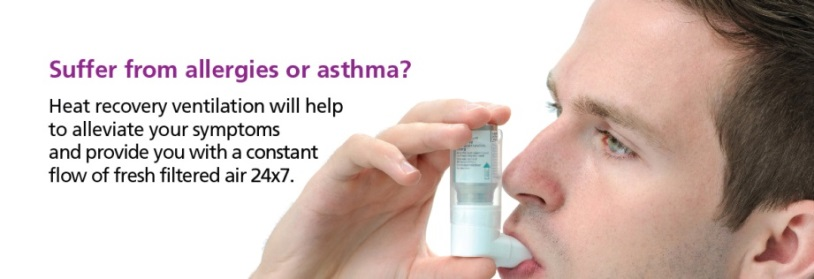 Suffer from allergies or asthma?
Heat recovery ventilation will help
to alleviate your symptoms
and provide you with a constant
flow of fresh filtered air 24x7.